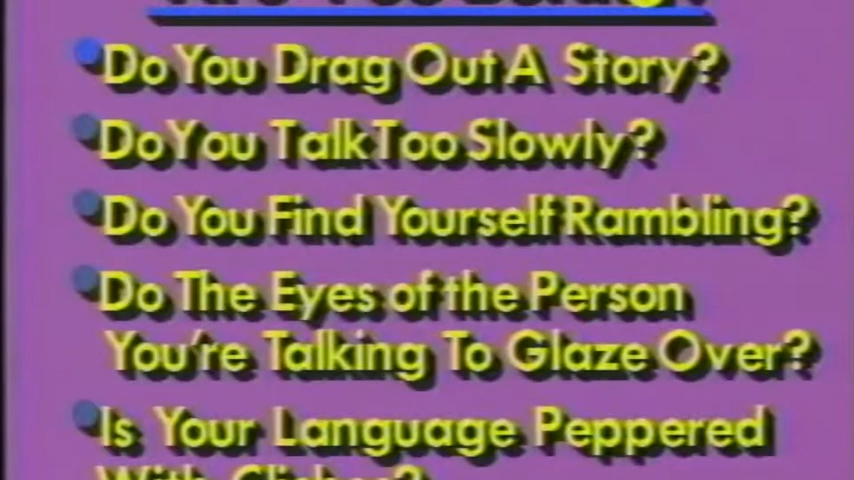 Do You Drag Out A Story?
Do You Talk Too Slowly?
Do You Find Yourself Rambling?
Do The Eyes of the Person
You're Talking To Glaze Over?
Is Your Language Peppered
With